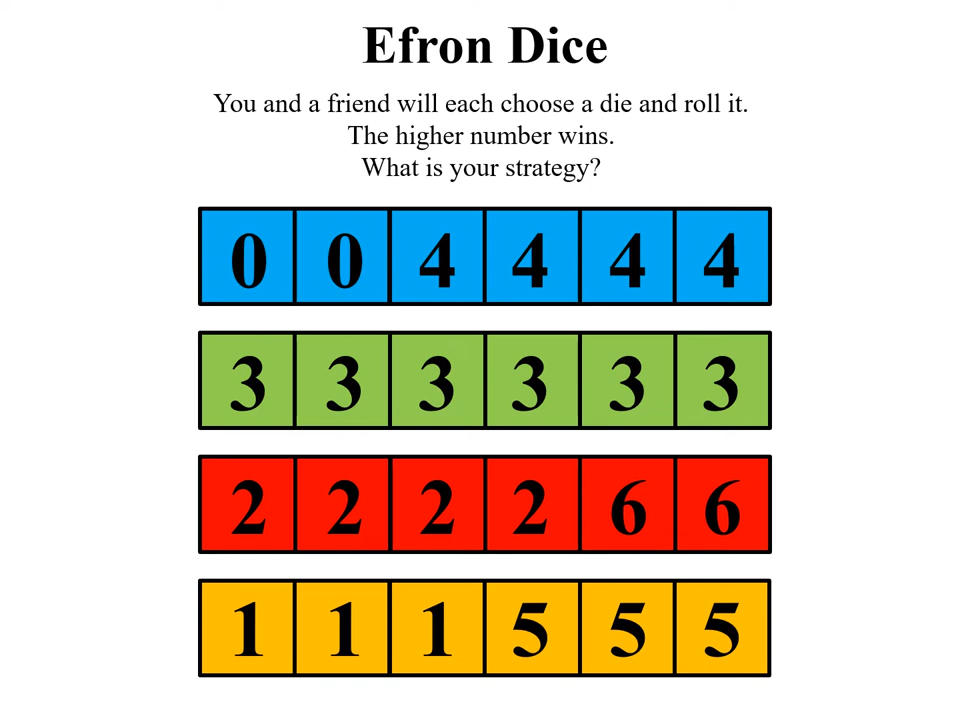 Efron Dice
You and a friend will each choose a die and roll it.
The higher number wins.
What is your strategy?
0 0 4 4 4 4
3 3 3 3 3 3
2 2 2 2 6 6
1 1 1 5 5 5